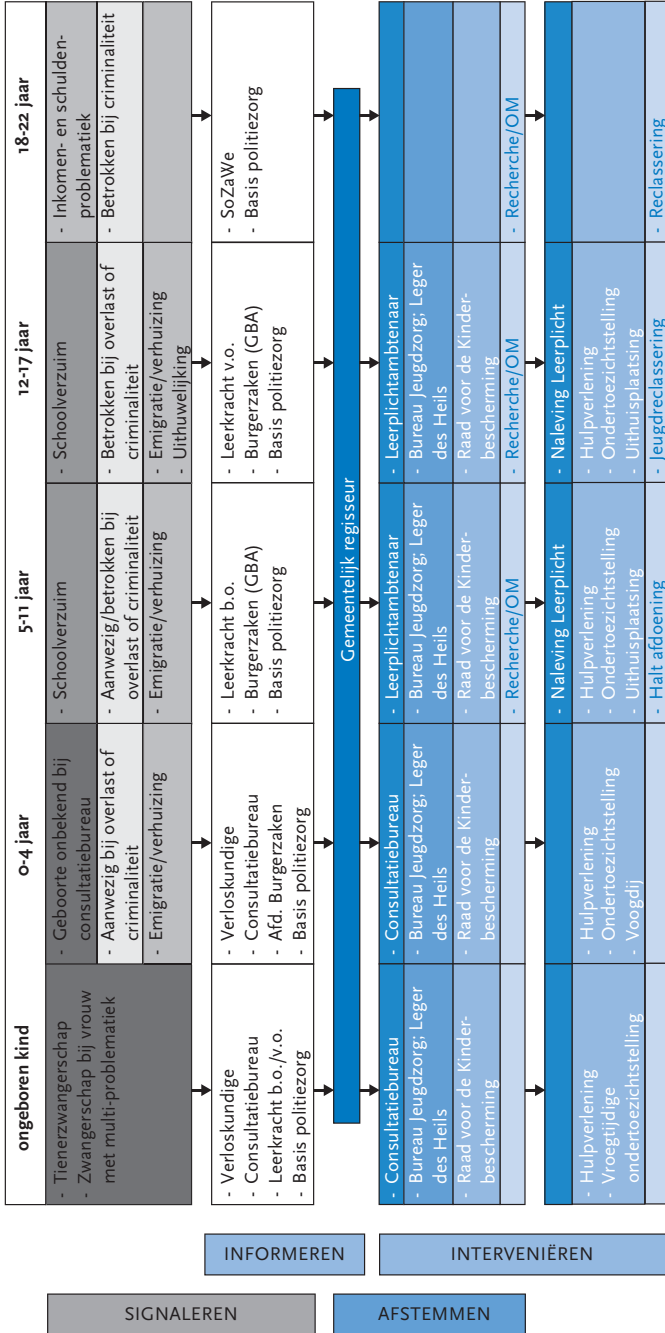 ongeboren kind
- Tienerzwangerschap
- Zwangerschap bij vrouw
met multi-problematiek
- Verloskundige
- Consultatiebureau
- Leerkracht b.o./v.o.
- Basis politiezorg
- Consultatiebureau
- Bureau Jeugdzorg; Leger
des Heils
- Raad voor de Kinder-
bescherming
- Hulpverlening
- Vroegtijdige
ondertoezichtstelling
0-4 jaar
- Geboorte onbekend bij
consultatiebureau
- Aanwezig bij overlast of
criminaliteit
- Emigratie/verhuizing
- Verloskundige
- Consultatiebureau
- Afd. Burgerzaken
- Basis politiezorg
- Consultatiebureau
- Bureau Jeugdzorg; Leger
des Heils
- Raad voor de Kinder-
bescherming
- Hulpverlening
- Ondertoezichtstelling
- Voogdij
5-11 jaar
- Schoolverzuim
- Aanwezig/betrokken bij
overlast of criminaliteit
- Emigratie/verhuizing
- Leerkracht b.o.
- Burgerzaken (GBA)
- Basis politiezorg
- Leerplichtambtenaar
- Bureau Jeugdzorg; Leger
des Heils
- Raad voor de Kinder-
bescherming
- Recherche/OM
- Naleving Leerplicht
- Hulpverlening
- Ondertoezichtstelling
- Uithuisplaatsing
- Halt afdoening
12-17 jaar
- Schoolverzuim
- Betrokken bij overlast of
criminaliteit
- Emigratie/verhuizing
- Uithuwelijking
- Leerkracht v.o.
- Burgerzaken (GBA)
- Basis politiezorg
- Leerplichtambtenaar
- Bureau Jeugdzorg; Leger
des Heils
- Raad voor de Kinder-
bescherming
- Recherche/OM
- Naleving Leerplicht
- Hulpverlening
- Ondertoezichtstelling
- Uithuisplaatsing
- Jeugdreclassering
18-22 jaar
- Inkomen- en schulden-
problematiek
- Betrokken bij criminaliteit
- SoZaWe
- Basis politiezorg
- Recherche/OM
- Reclassering
Gemeentelijk regisseur
SIGNALEREN
INFORMEREN
AFSTEMMEN
INTERVENIËREN